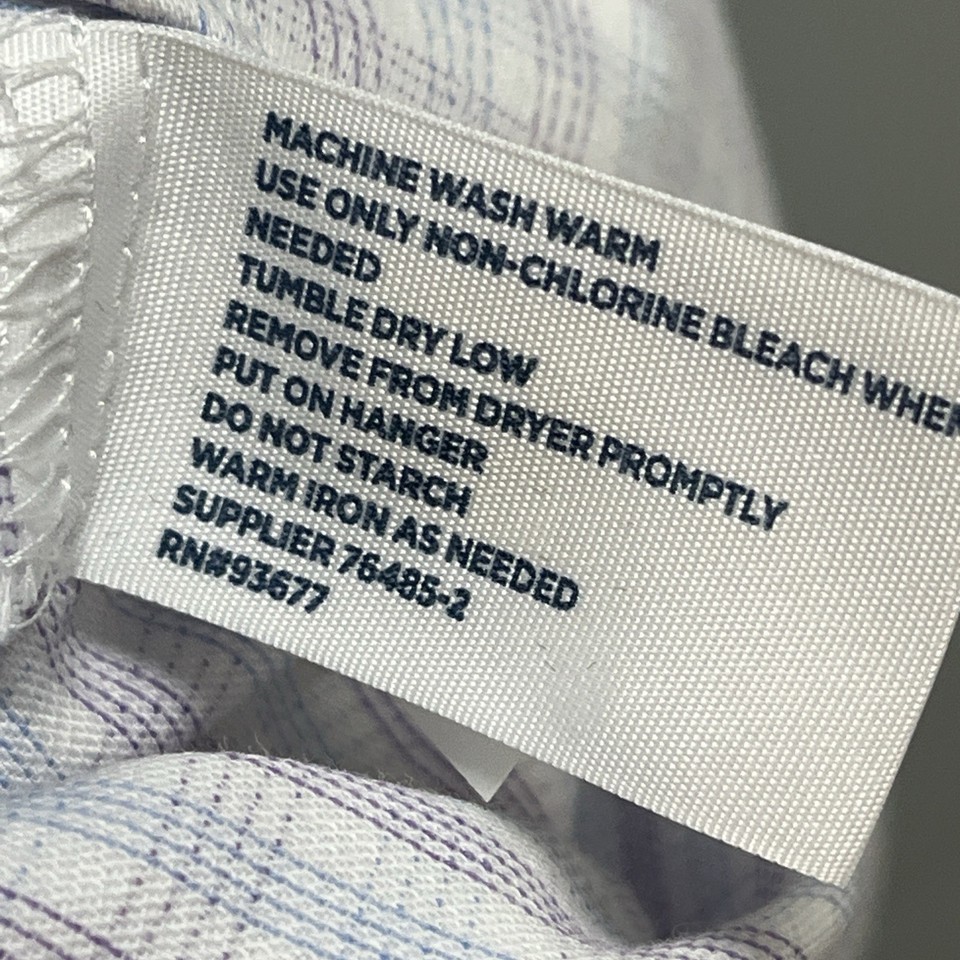 MACHINE WASH WARM
USE ONLY NON-CHLORINE BLEACH WHEN
NEEDED
TUMBLE DRY LOW
REMOVE FROM DRYER PROMPTLY
PUT ON HANGER
DO NOT STARCH
WARM IRON AS NEEDED
SUPPLIER 76485-2
RN#93677